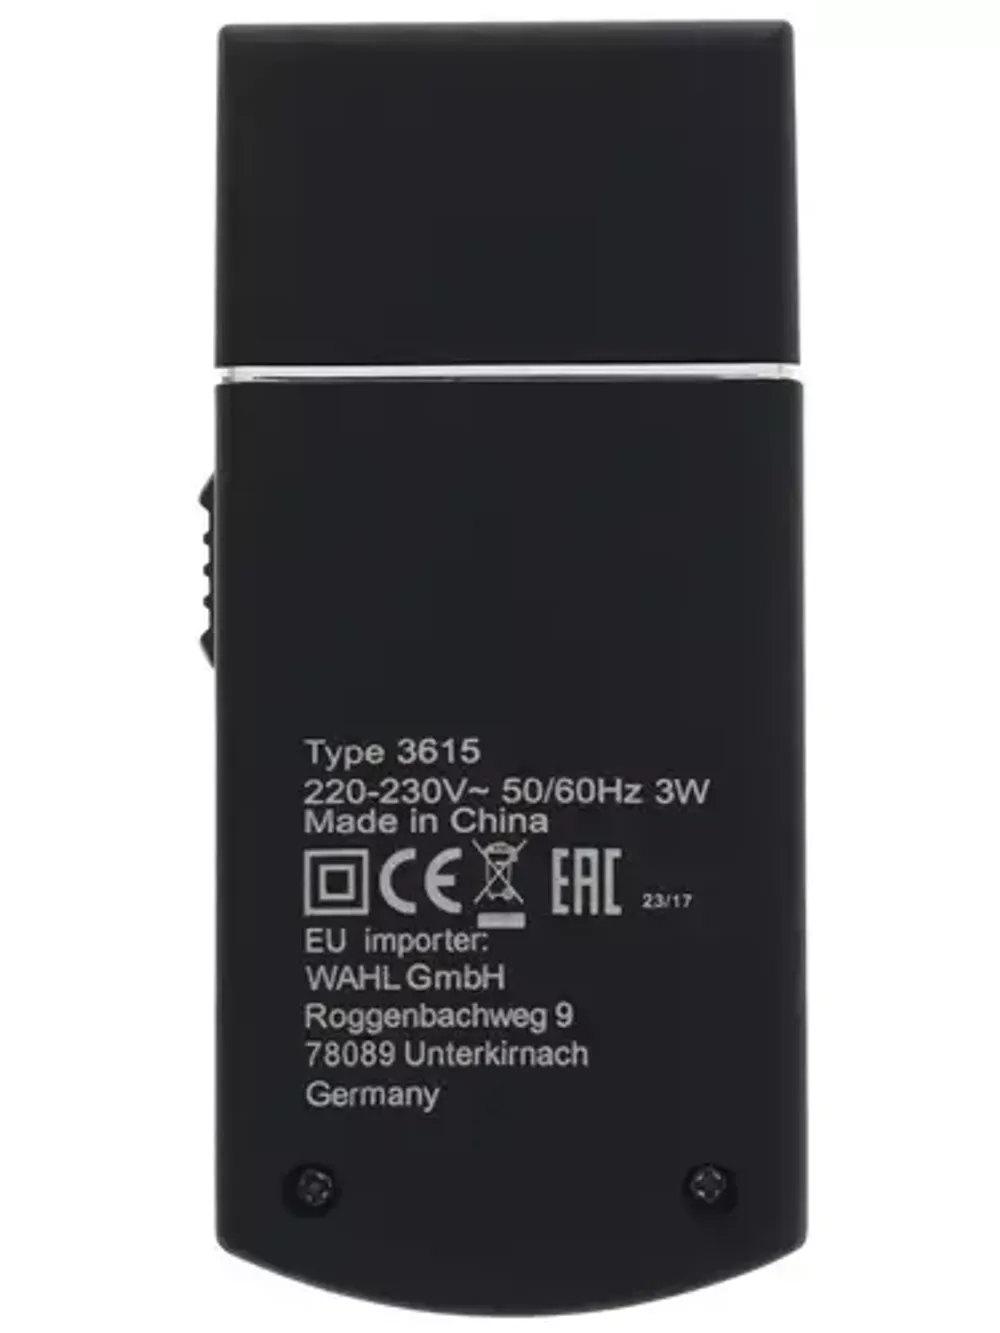 Type 3615
220-230V~ 50/60Hz 3W
Made in China
CE EAC 23/17
EU importer:
WAHL GmbH
Roggenbachweg 9
78089 Unterkirnach
Germany